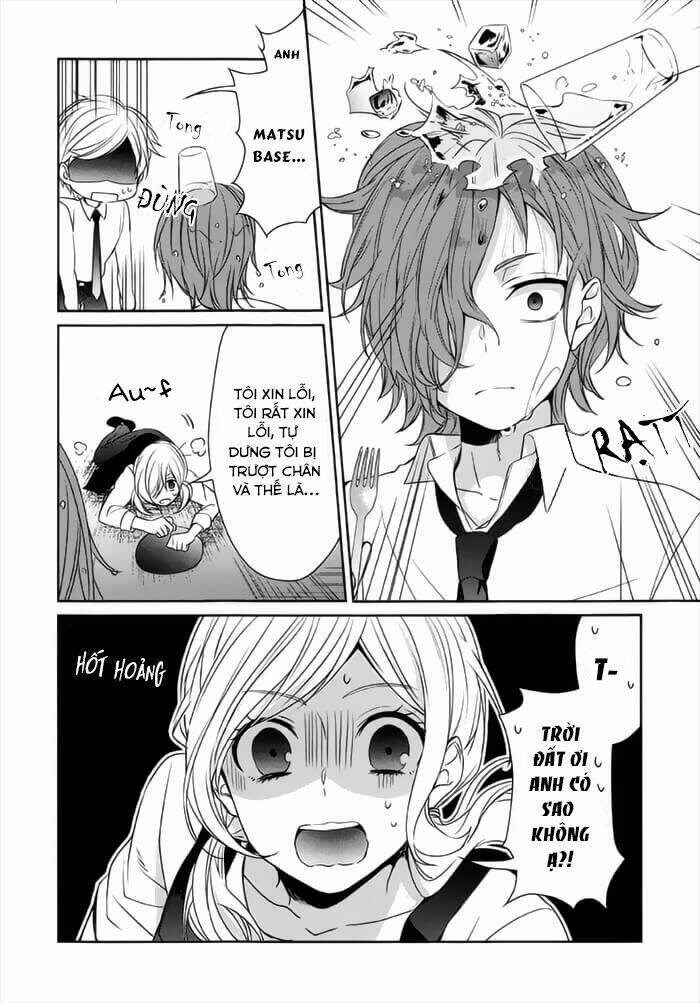 RATT
ANH
MATSU
BASE...
Tong
ĐÙNG
Tong
Au~f
TÔI XIN LỖI,
TÔI RẤT XIN
LỖI, TỰ
DƯNG TÔI BỊ
TRƯỢT CHÂN
VÀ THẾ LÀ...
HỐT HOẢNG
T-
TRỜI
ĐẤT ƠI
ANH CÓ
SAO
KHÔNG
Ạ?!